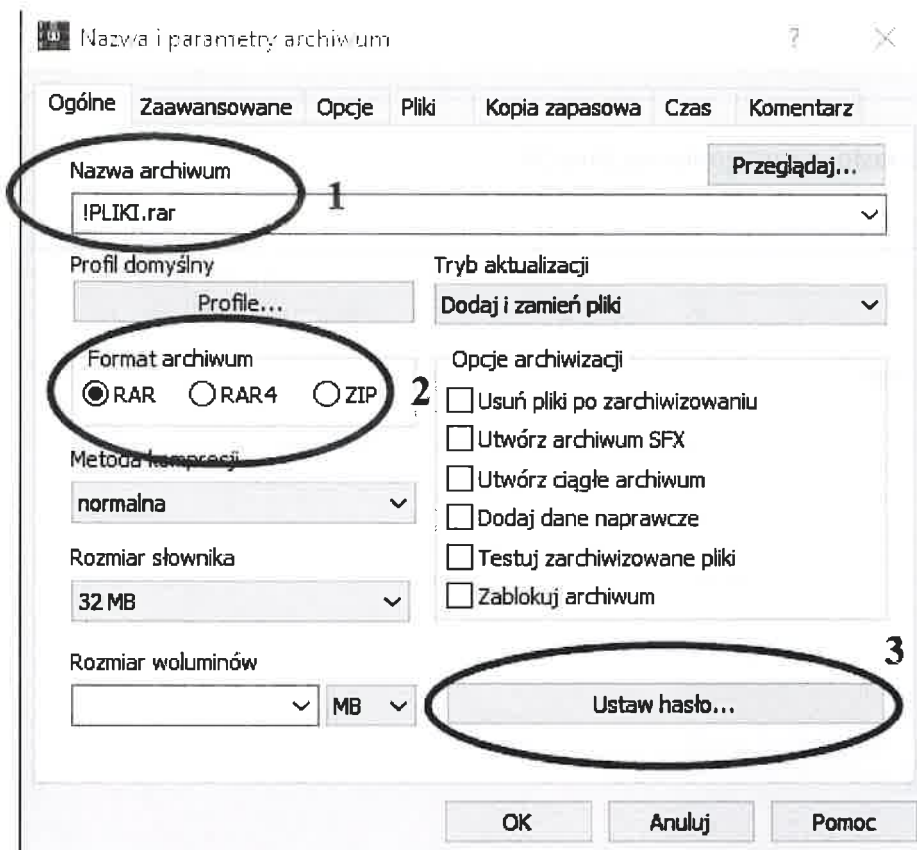 Nazwa i parametry archiwum ? ×
Ogólne Zaawansowane Opcje Pliki Kopia zapasowa Czas Komentarz
Nazwa archiwum 1 Przeglądaj...
!PLIKI.rar
Profil domyślny Tryb aktualizacji
Profile... Dodaj i zamień pliki
Format archiwum Opcje archiwizacji
RAR RAR4 ZIP 2 Usuń pliki po zarchiwizowaniu
Utwórz archiwum SFX
Metoda kompresji Utwórz ciągłe archiwum
normalna Dodaj dane naprawcze
Rozmiar słownika Testuj zarchiwizowane pliki
32 MB Zablokuj archiwum
Rozmiar woluminów 3
MB Ustaw hasło...
OK Anuluj Pomoc